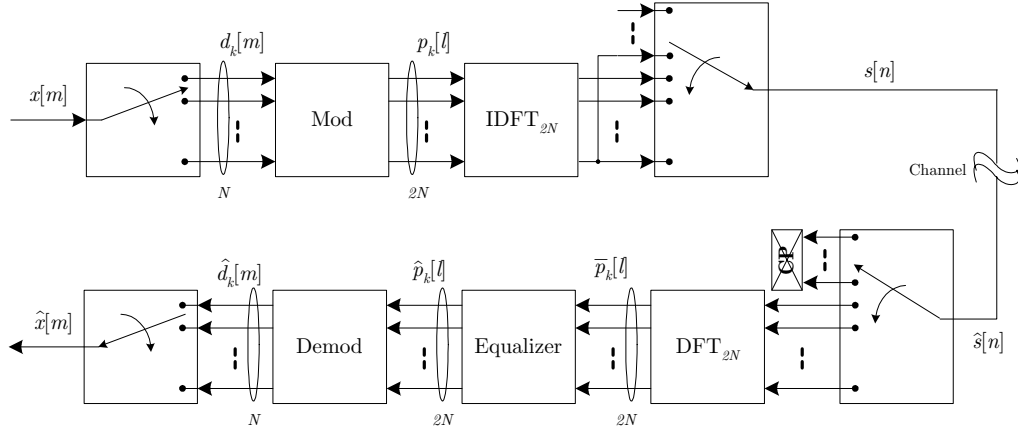 x[m]
d_k[m]
N
Mod
p_k[l]
2N
IDFT_2N
s[n]
Channel
ŝ[n]
CP
DFT_2N
p̅_k[l]
2N
Equalizer
p̂_k[l]
2N
Demod
d̂_k[m]
N
x̂[m]